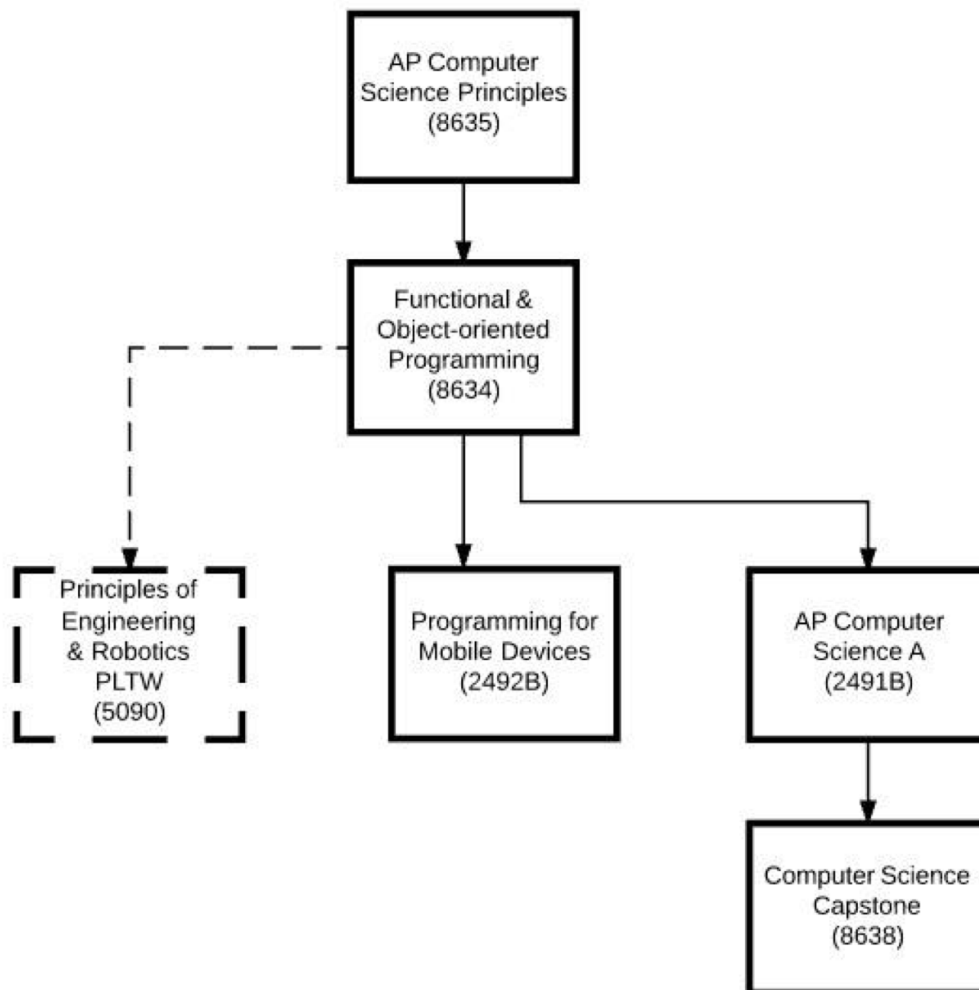 AP Computer
Science Principles
(8635)
Functional &
Object-oriented
Programming
(8634)
Principles of
Engineering
& Robotics
PLTW
(5090)
Programming for
Mobile Devices
(2492B)
AP Computer
Science A
(2491B)
Computer Science
Capstone
(8638)